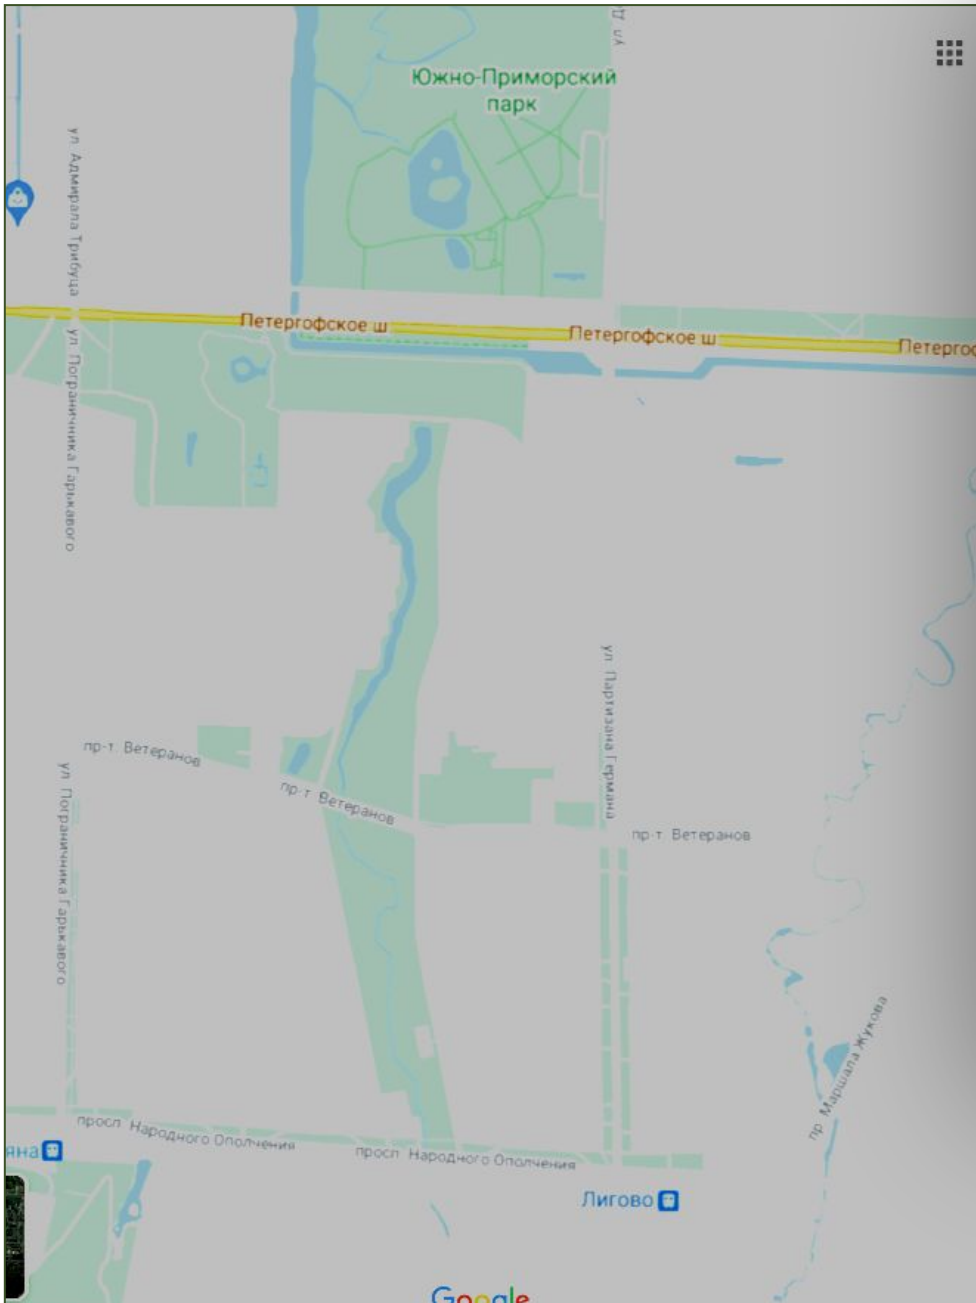 ул. Д
Южно-Приморский
парк
ул. Адмирала Трибуца
Петергофское ш
Петергофское ш
Петергоф
ул. Пограничника Гарькавого
ул. Партизана Германа
пр-т. Ветеранов
пр-т. Ветеранов
пр-т. Ветеранов
ул. Пограничника Гарькавого
пр. Маршала Жукова
просп. Народного Ополчения
просп. Народного Ополчения
яна
Лигово
Google